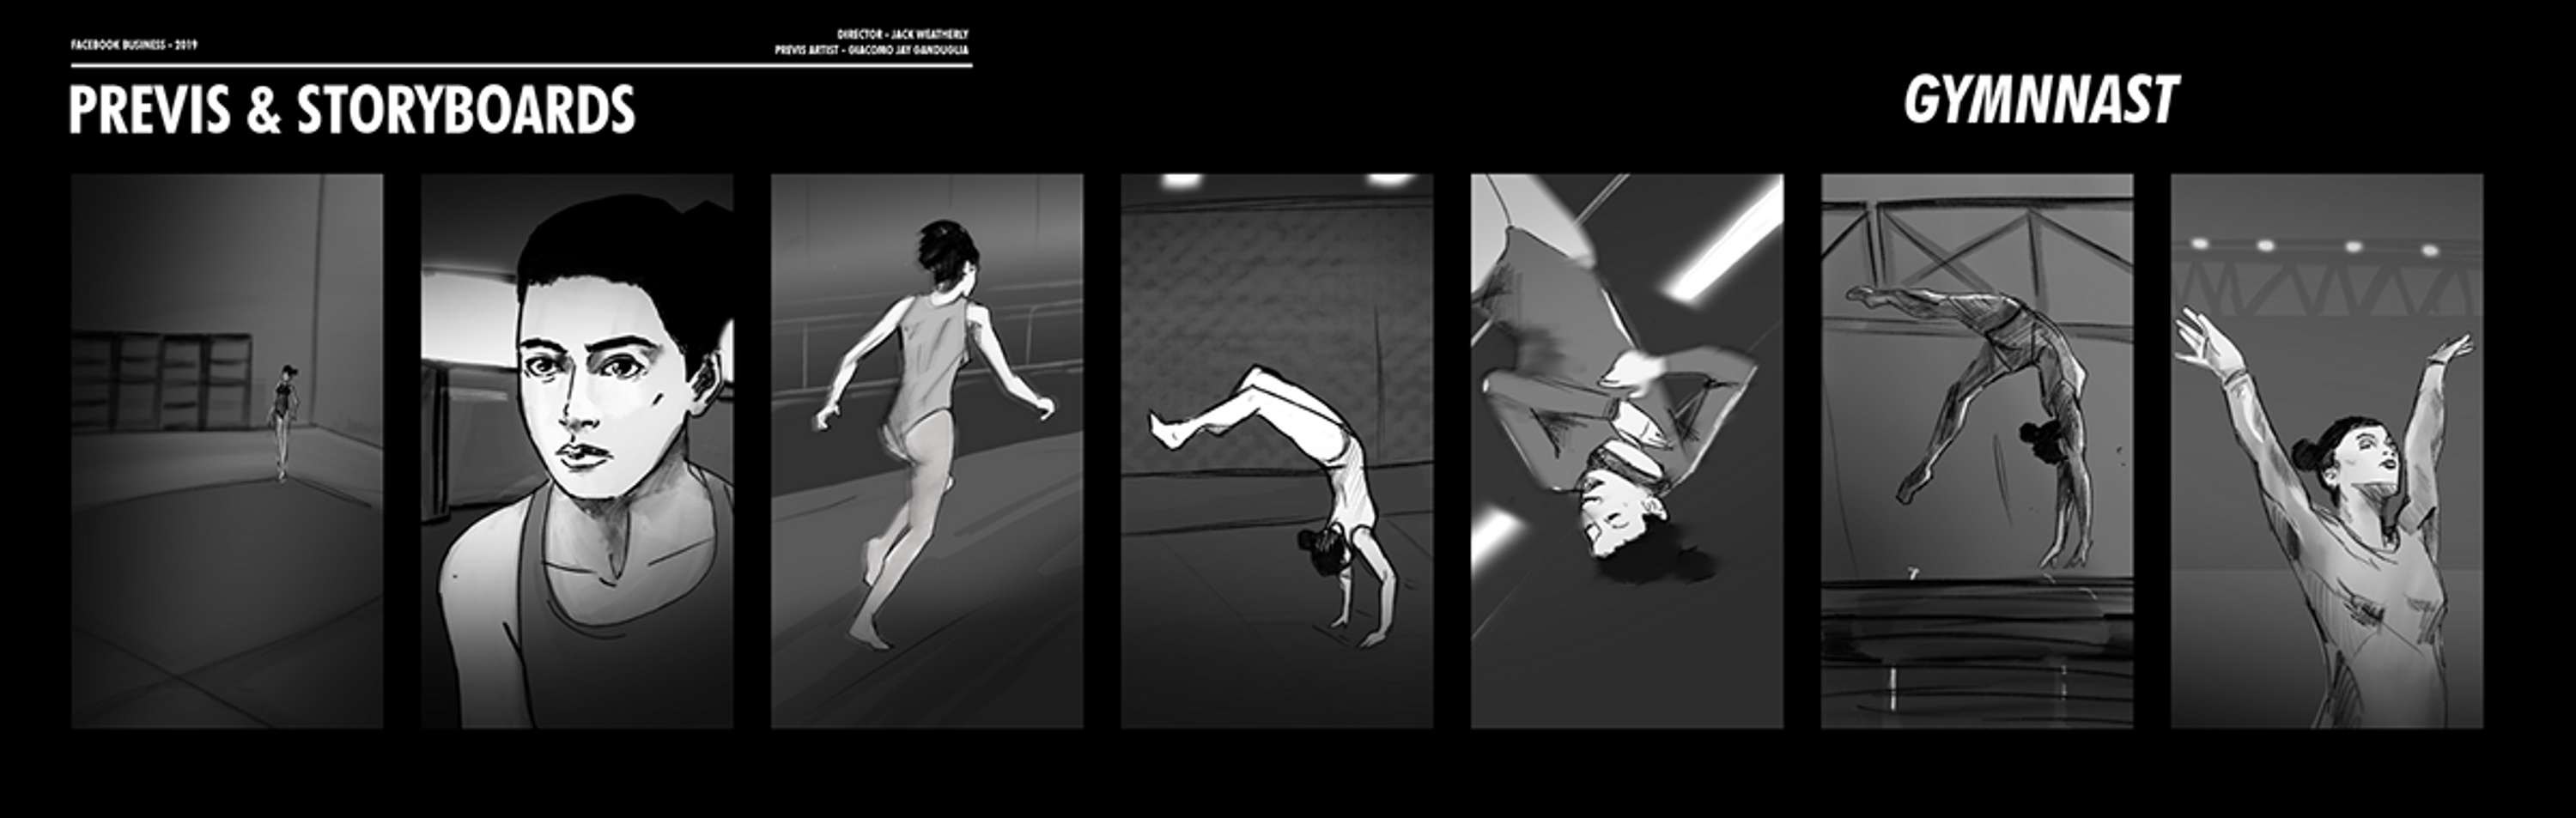 FACEBOOK BUSINESS - 2019
DIRECTOR - JACK WEATHERLY
PREVIS ARTIST - GIACOMO JAY GANDUGLIA
PREVIS & STORYBOARDS
GYMNNAST